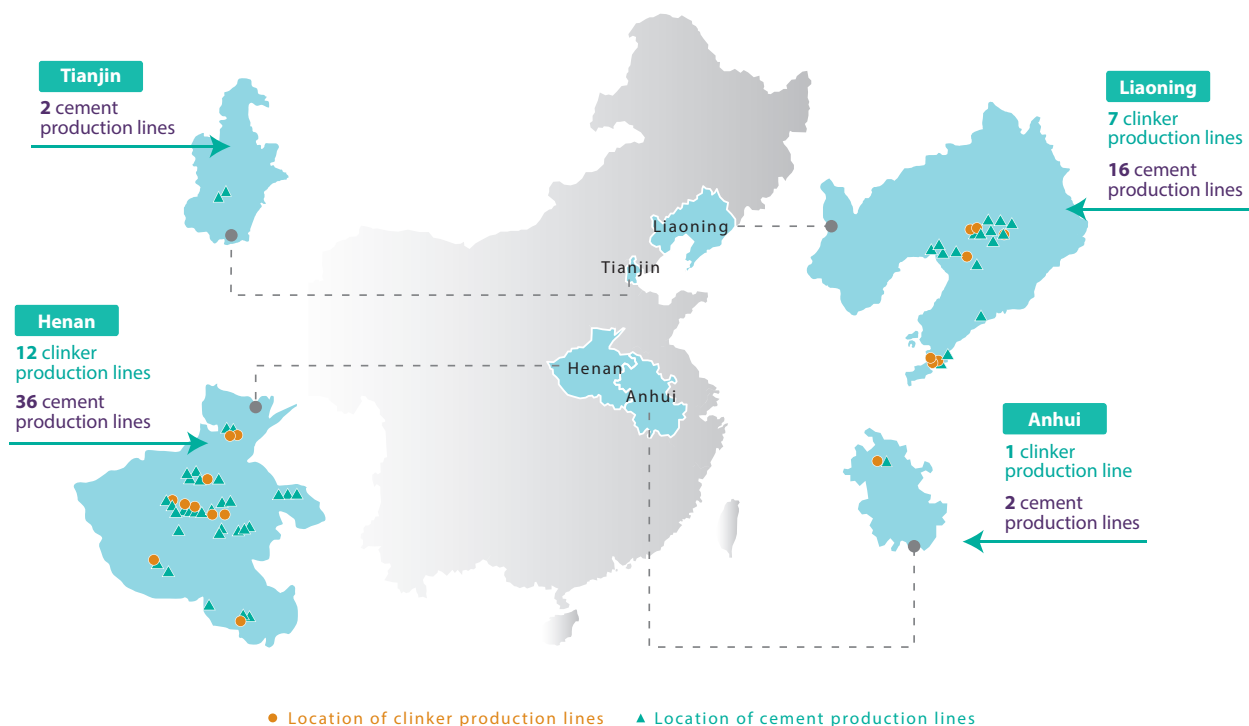 Tianjin
2 cement
production lines
Liaoning
7 clinker
production lines
16 cement
production lines
Liaoning
Tianjin
Henan
12 clinker
production lines
36 cement
production lines
Henan
Anhui
Anhui
1 clinker
production line
2 cement
production lines
Location of clinker production lines
Location of cement production lines